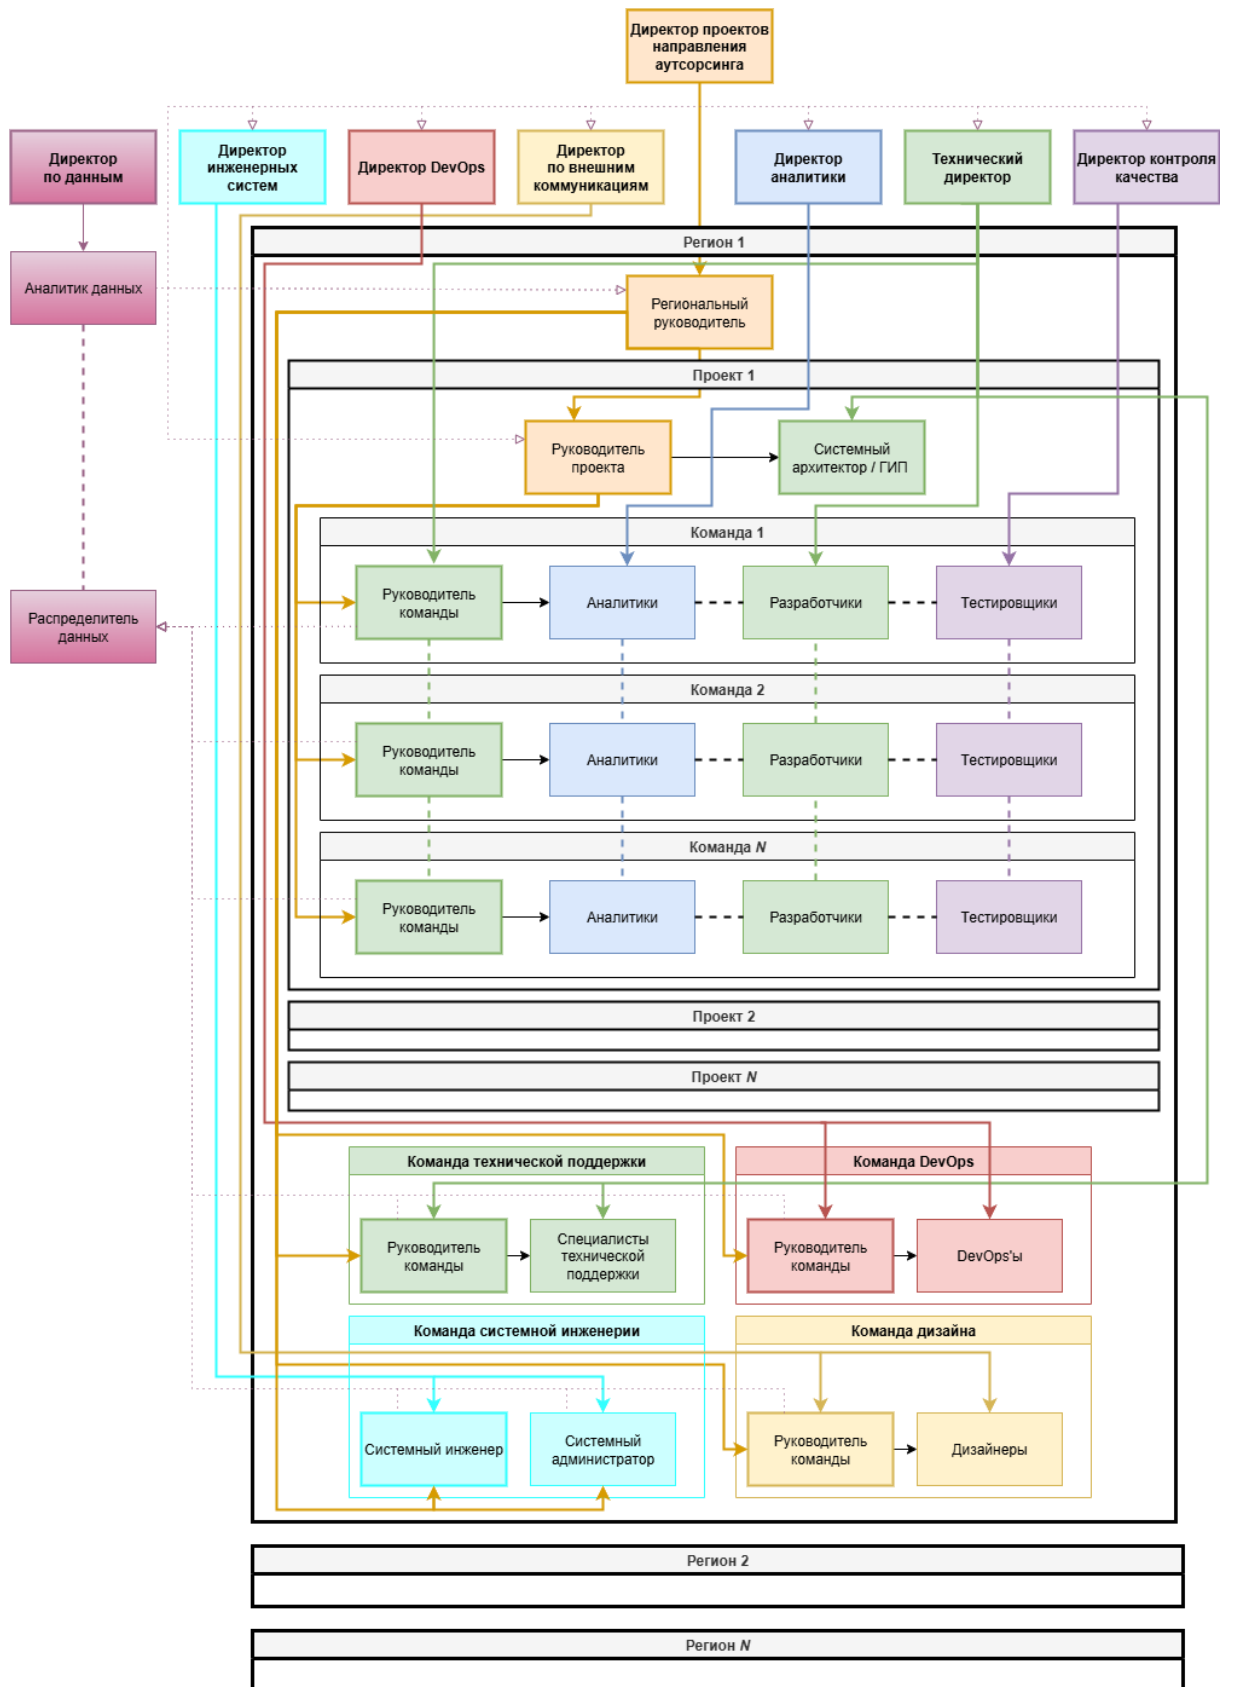 Директор проектов
направления
аутсорсинга
Директор
по данным
Директор
инженерных
систем
Директор DevOps
Директор
по внешним
коммуникациям
Директор
аналитики
Технический
директор
Директор контроля
качества
Регион 1
Аналитик данных
Региональный
руководитель
Проект 1
Руководитель
проекта
Системный
архитектор / ГИП
Команда 1
Руководитель
команды
Аналитики
Разработчики
Тестировщики
Распределитель
данных
Команда 2
Руководитель
команды
Аналитики
Разработчики
Тестировщики
Команда N
Руководитель
команды
Аналитики
Разработчики
Тестировщики
Проект 2
Проект N
Команда технической поддержки
Руководитель
команды
Специалисты
технической
поддержки
Команда DevOps
Руководитель
команды
DevOps'ы
Команда системной инженерии
Системный инженер
Системный
администратор
Команда дизайна
Руководитель
команды
Дизайнеры
Регион 2
Регион N